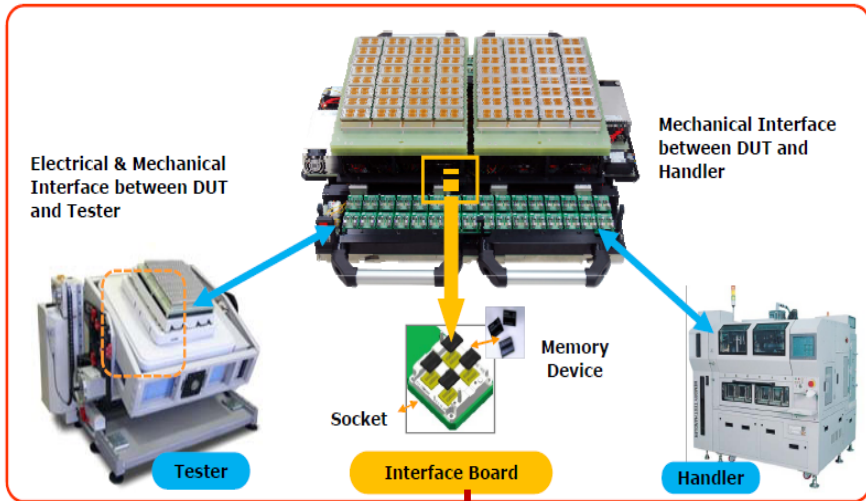 Electrical & Mechanical
Interface between DUT
and Tester
Mechanical Interface
between DUT and
Handler
Memory
Device
Socket
Tester
Interface Board
Handler